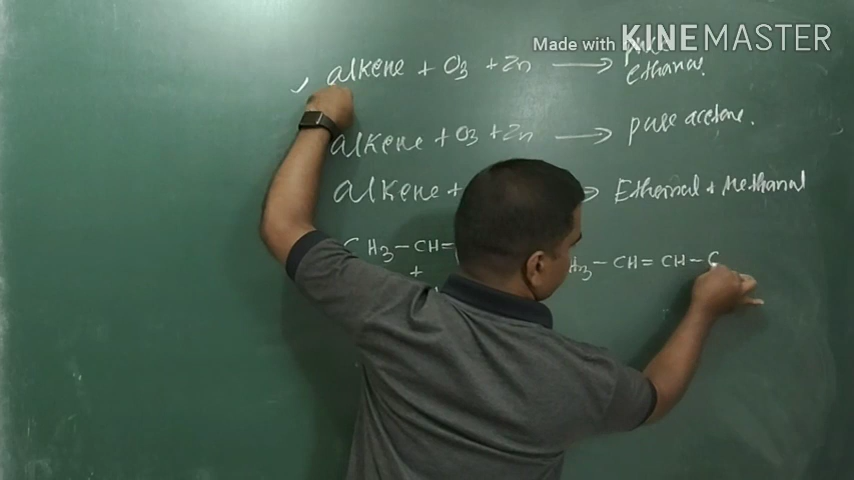 Made with KINEMASTER
alkene + O3 + Zn ⟶ pure
ethanal.
alkene + O3 + Zn ⟶ pure acetone.
alkene + ⟶ Ethanal + Methanal
CH3-CH=
+
H3-CH=CH-C